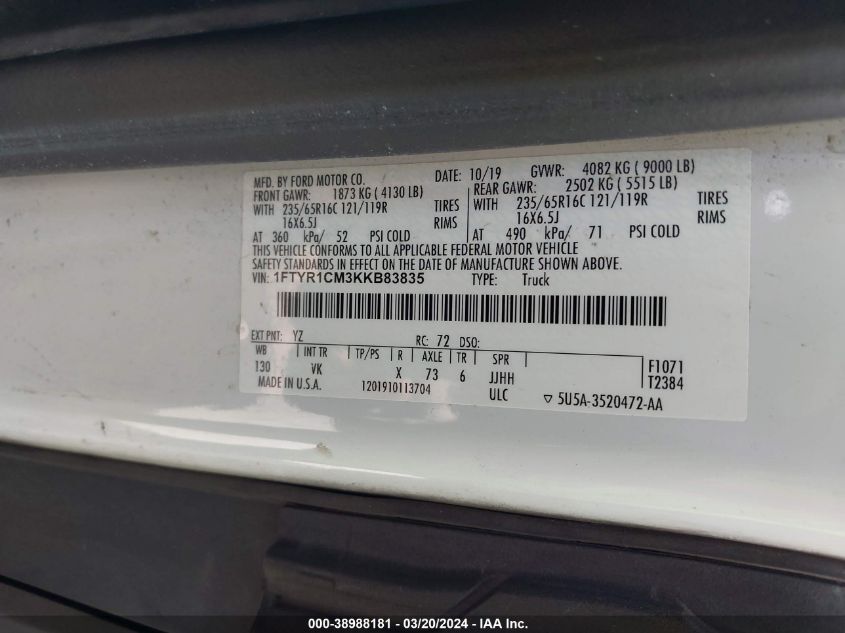 MFD. BY FORD MOTOR CO. DATE: 10/19 GVWR: 4082 KG ( 9000 LB)
FRONT GAWR: 1873 KG ( 4130 LB) REAR GAWR: 2502 KG ( 5515 LB)
WITH 235/65R16C 121/119R TIRES WITH 235/65R16C 121/119R TIRES
16X6.5J RIMS 16X6.5J RIMS
AT 360 kPa/ 52 PSI COLD AT 490 kPa/ 71 PSI COLD
THIS VEHICLE CONFORMS TO ALL APPLICABLE FEDERAL MOTOR VEHICLE
SAFETY STANDARDS IN EFFECT ON THE DATE OF MANUFACTURE SHOWN ABOVE.
VIN: 1FTYR1CM3KKB83835 TYPE: Truck
EXT PNT: YZ RC: 72 DSO:
WB INT TR TP/PS R AXLE TR SPR
130 VK X 73 6 JJHH
F1071
T2384
MADE IN U.S.A. 1201910113704 ULC ▽ 5U5A-3520472-AA
000-38988181 - 03/20/2024 - IAA Inc.